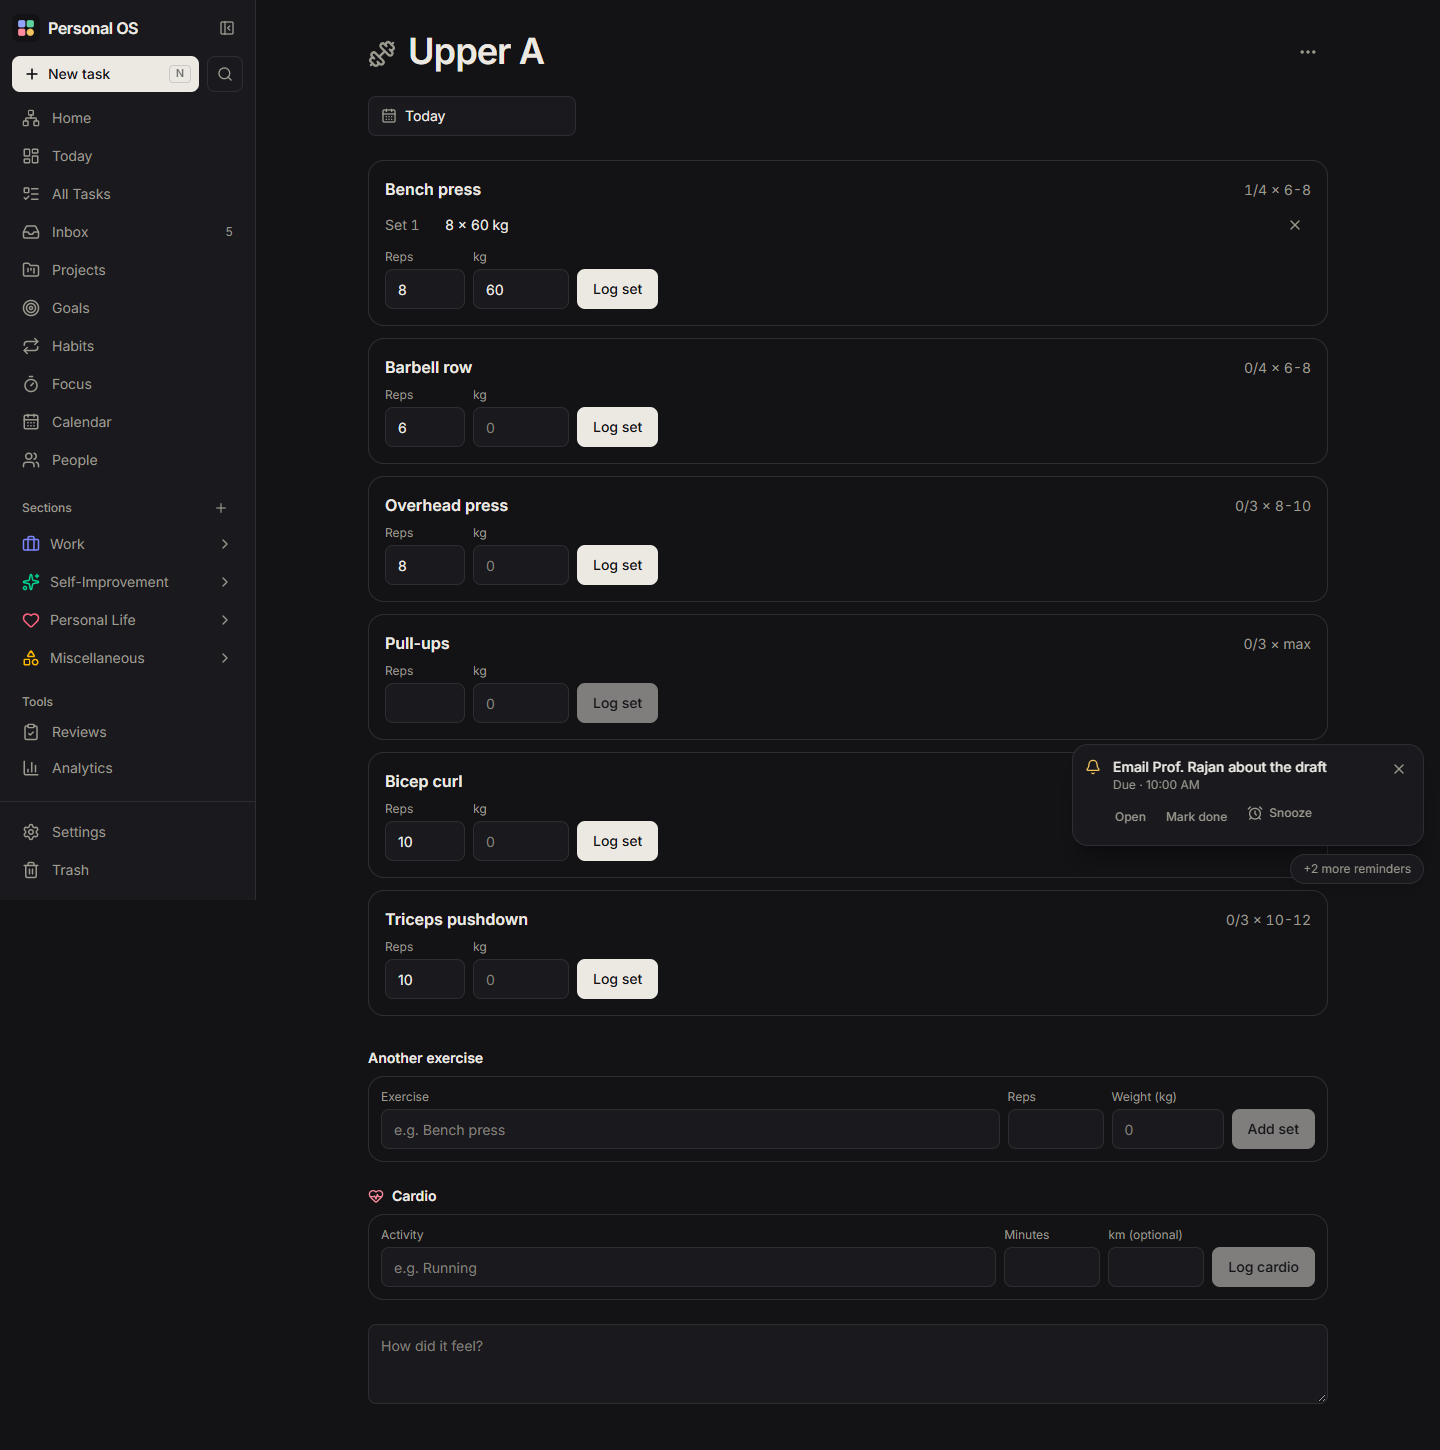 Personal OS
New task N
Home
Today
All Tasks
Inbox 5
Projects
Goals
Habits
Focus
Calendar
People
Sections
Work
Self-Improvement
Personal Life
Miscellaneous
Tools
Reviews
Analytics
Settings
Trash
Upper A
Today
Bench press 1/4 × 6-8
Set 1 8 × 60 kg
Reps kg
8 60 Log set
Barbell row 0/4 × 6-8
Reps kg
6 0 Log set
Overhead press 0/3 × 8-10
Reps kg
8 0 Log set
Pull-ups 0/3 × max
Reps kg
0 Log set
Bicep curl
Reps kg
10 0 Log set
Email Prof. Rajan about the draft
Due · 10:00 AM
Open Mark done Snooze
+2 more reminders
Triceps pushdown 0/3 × 10-12
Reps kg
10 0 Log set
Another exercise
Exercise Reps Weight (kg)
e.g. Bench press 0 Add set
Cardio
Activity Minutes km (optional)
e.g. Running Log cardio
How did it feel?